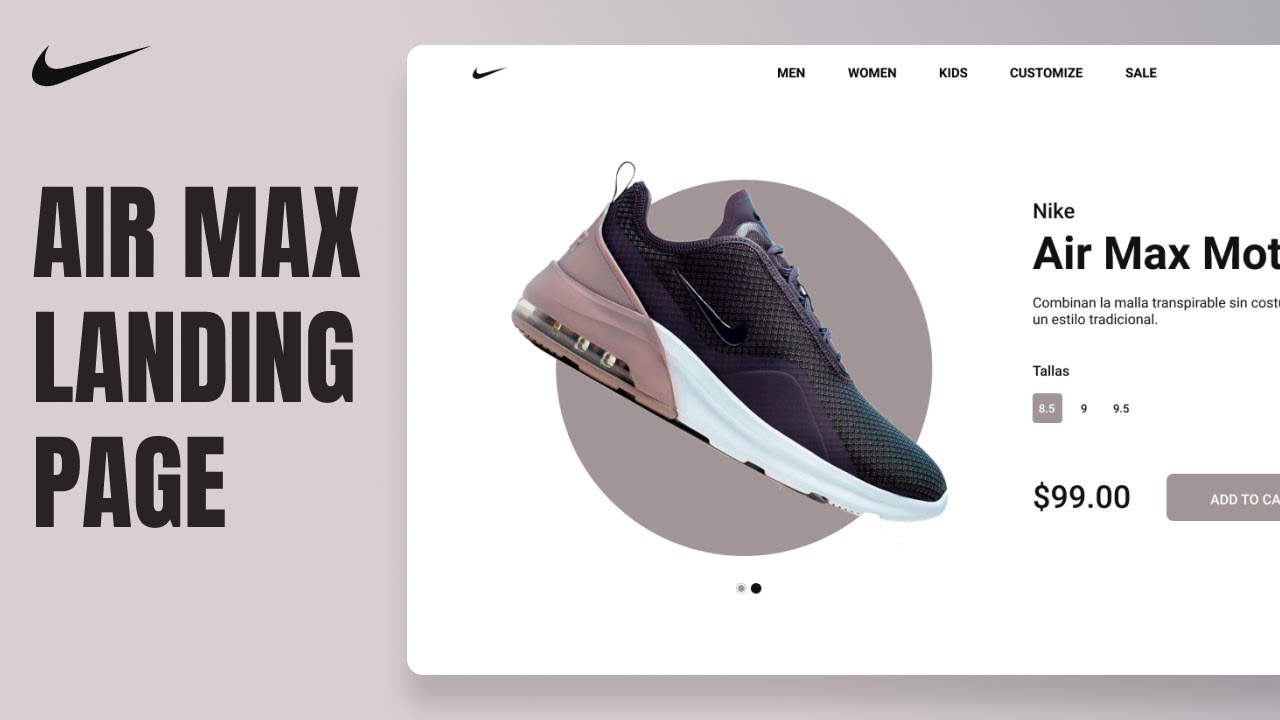 AIR MAX
LANDING
PAGE
MEN WOMEN KIDS CUSTOMIZE SALE
Nike
Air Max Mot
Combinan la malla transpirable sin cost
un estilo tradicional.
Tallas
8.5 9 9.5
$99.00 ADD TO CA